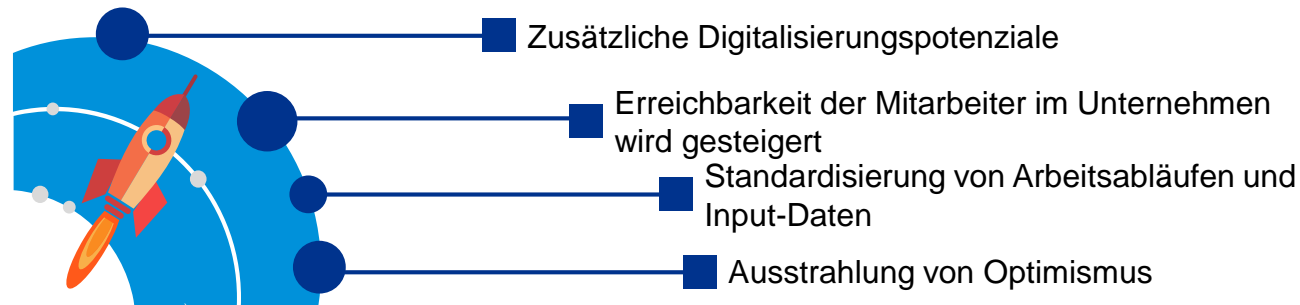 Zusätzliche Digitalisierungspotenziale
Erreichbarkeit der Mitarbeiter im Unternehmen
wird gesteigert
Standardisierung von Arbeitsabläufen und
Input-Daten
Ausstrahlung von Optimismus